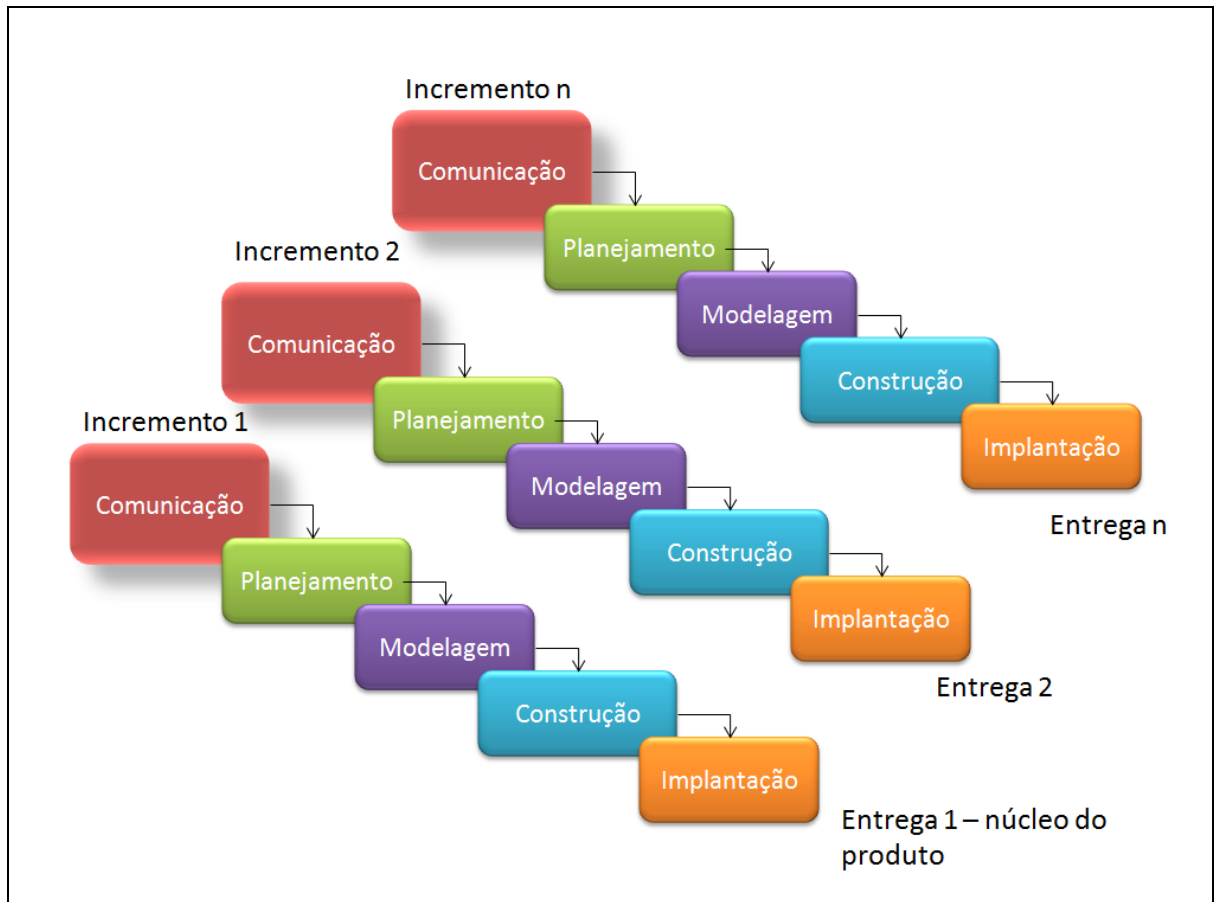 Incremento n
Comunicação
Planejamento
Modelagem
Construção
Implantação
Entrega n
Incremento 2
Comunicação
Planejamento
Modelagem
Construção
Implantação
Entrega 2
Incremento 1
Comunicação
Planejamento
Modelagem
Construção
Implantação
Entrega 1 – núcleo do
produto